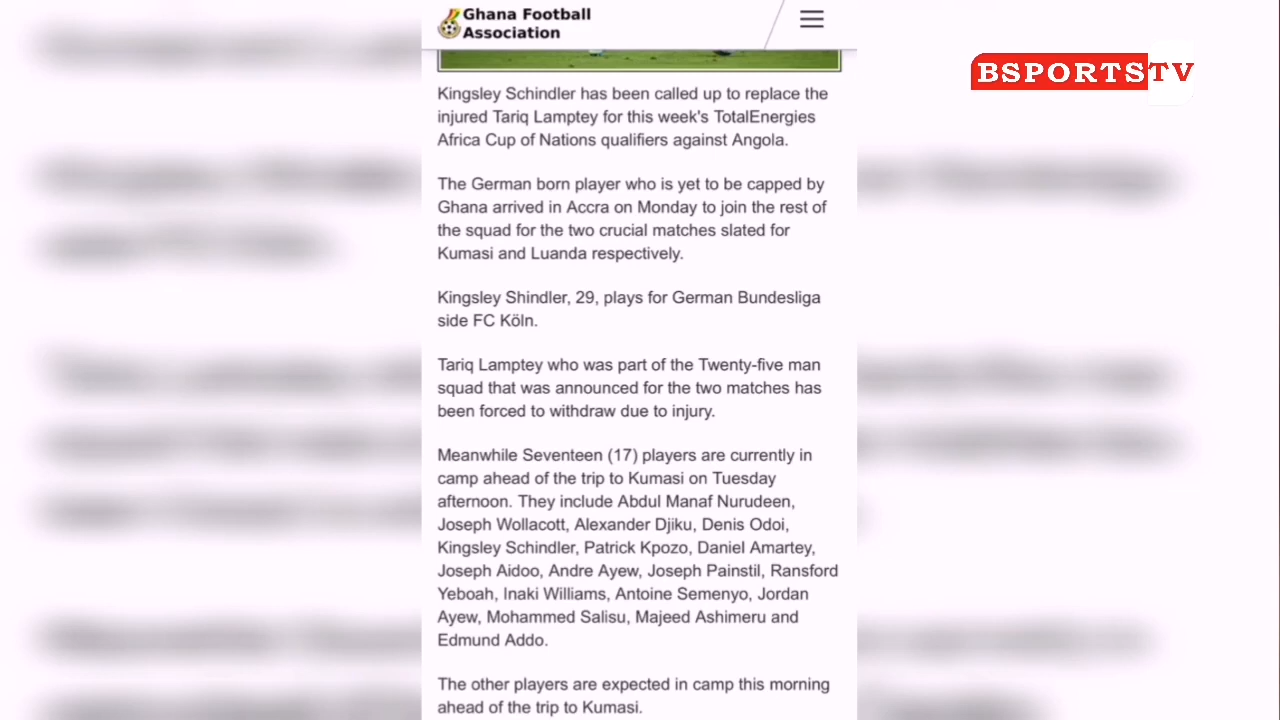 Ghana Football
Association
BSPORTSTV
Kingsley Schindler has been called up to replace the
injured Tariq Lamptey for this week's TotalEnergies
Africa Cup of Nations qualifiers against Angola.
The German born player who is yet to be capped by
Ghana arrived in Accra on Monday to join the rest of
the squad for the two crucial matches slated for
Kumasi and Luanda respectively.
Kingsley Shindler, 29, plays for German Bundesliga
side FC Köln.
Tariq Lamptey who was part of the Twenty-five man
squad that was announced for the two matches has
been forced to withdraw due to injury.
Meanwhile Seventeen (17) players are currently in
camp ahead of the trip to Kumasi on Tuesday
afternoon. They include Abdul Manaf Nurudeen,
Joseph Wollacott, Alexander Djiku, Denis Odoi,
Kingsley Schindler, Patrick Kpozo, Daniel Amartey,
Joseph Aidoo, Andre Ayew, Joseph Painstil, Ransford
Yeboah, Inaki Williams, Antoine Semenyo, Jordan
Ayew, Mohammed Salisu, Majeed Ashimeru and
Edmund Addo.
The other players are expected in camp this morning
ahead of the trip to Kumasi.